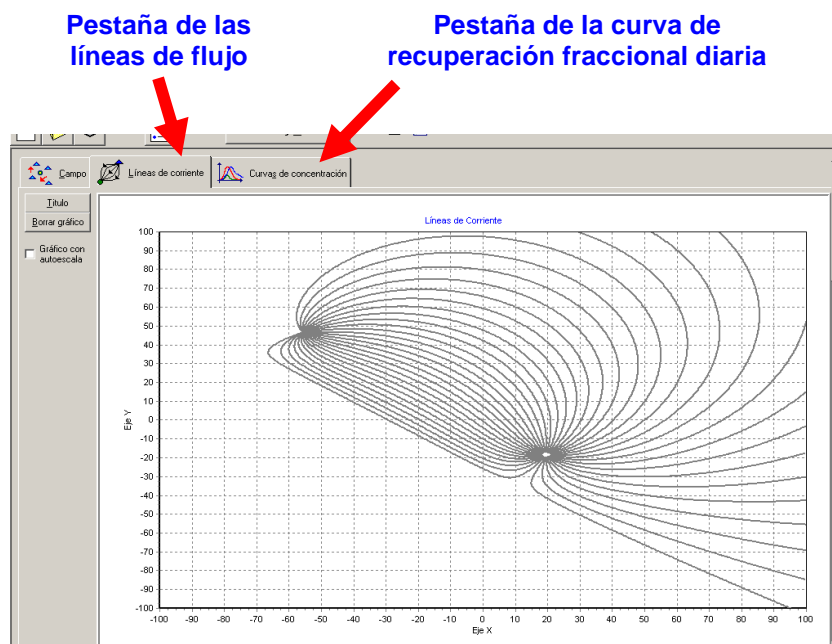 Pestaña de las
líneas de flujo
Pestaña de la curva de
recuperación fraccional diaria
Campo
Líneas de corriente
Curvas de concentración
Titulo
Borrar gráfico
Gráfico con
autoescala
Líneas de Corriente
Eje Y
100
90
80
70
60
50
40
30
20
10
0
-10
-20
-30
-40
-50
-60
-70
-80
-90
-100
-100 -90 -80 -70 -60 -50 -40 -30 -20 -10 0 10 20 30 40 50 60 70 80 90 100
Eje X